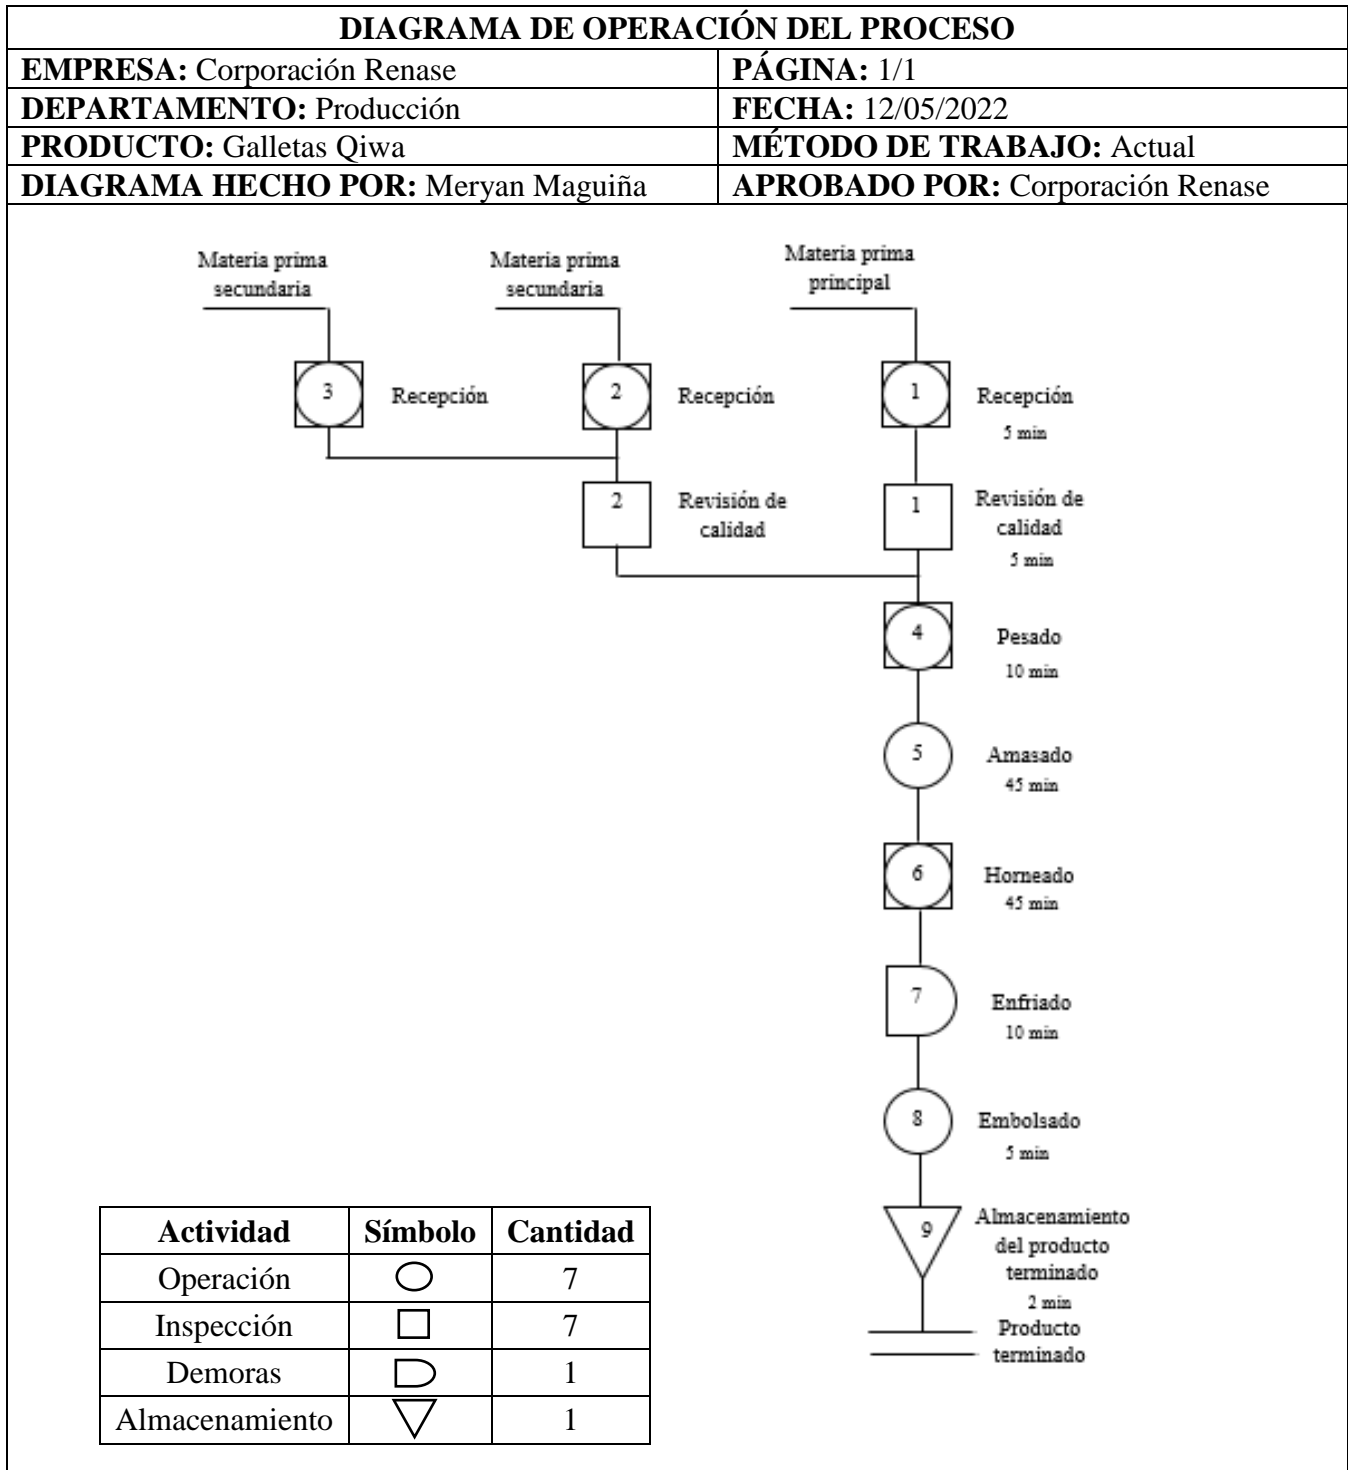 DIAGRAMA DE OPERACIÓN DEL PROCESO
EMPRESA: Corporación Renase
PÁGINA: 1/1
DEPARTAMENTO: Producción
FECHA: 12/05/2022
PRODUCTO: Galletas Qiwa
MÉTODO DE TRABAJO: Actual
DIAGRAMA HECHO POR: Meryan Maguiña
APROBADO POR: Corporación Renase
Materia prima
secundaria
Materia prima
secundaria
Materia prima
principal
3
Recepción
2
Recepción
1
Recepción
5 min
2
Revisión de
calidad
1
Revisión de
calidad
5 min
4
Pesado
10 min
5
Amasado
45 min
6
Horneado
45 min
7
Enfriado
10 min
8
Embolsado
5 min
9
Almacenamiento
del producto
terminado
2 min
Producto
terminado
Actividad Símbolo Cantidad
Operación 7
Inspección 7
Demoras 1
Almacenamiento 1